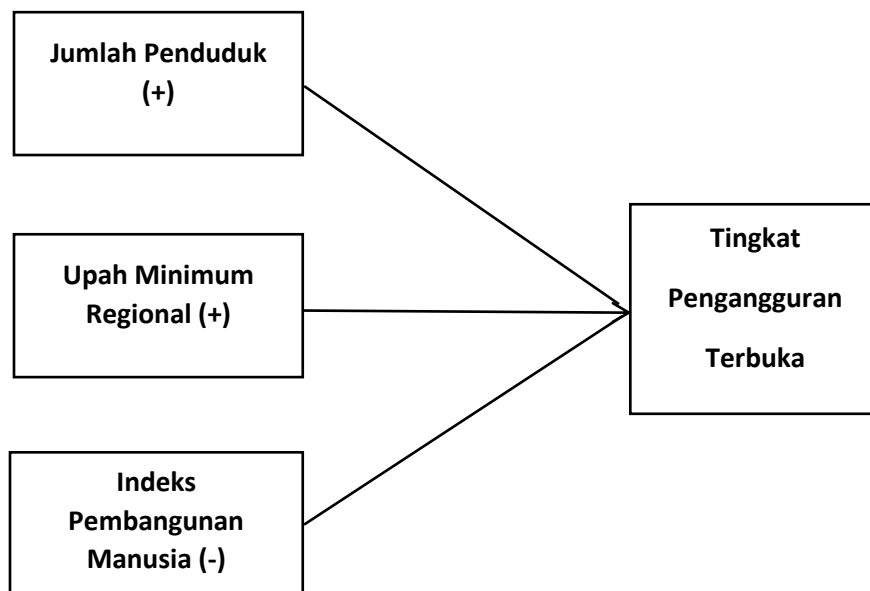 Jumlah Penduduk
(+)
Upah Minimum
Regional (+)
Tingkat
Pengangguran
Terbuka
Indeks
Pembangunan
Manusia (-)